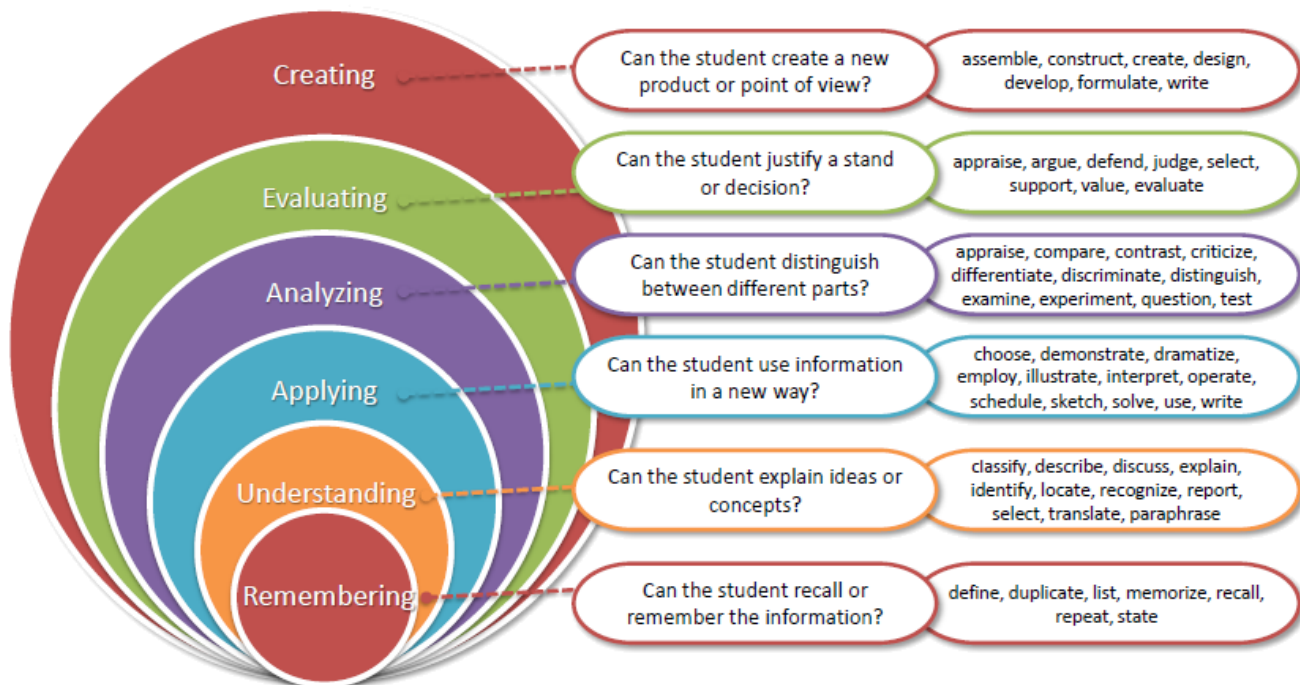 Creating
Can the student create a new
product or point of view?
assemble, construct, create, design,
develop, formulate, write
Evaluating
Can the student justify a stand
or decision?
appraise, argue, defend, judge, select,
support, value, evaluate
Analyzing
Can the student distinguish
between different parts?
appraise, compare, contrast, criticize,
differentiate, discriminate, distinguish,
examine, experiment, question, test
Applying
Can the student use information
in a new way?
choose, demonstrate, dramatize,
employ, illustrate, interpret, operate,
schedule, sketch, solve, use, write
Understanding
Can the student explain ideas or
concepts?
classify, describe, discuss, explain,
identify, locate, recognize, report,
select, translate, paraphrase
Remembering
Can the student recall or
remember the information?
define, duplicate, list, memorize, recall,
repeat, state